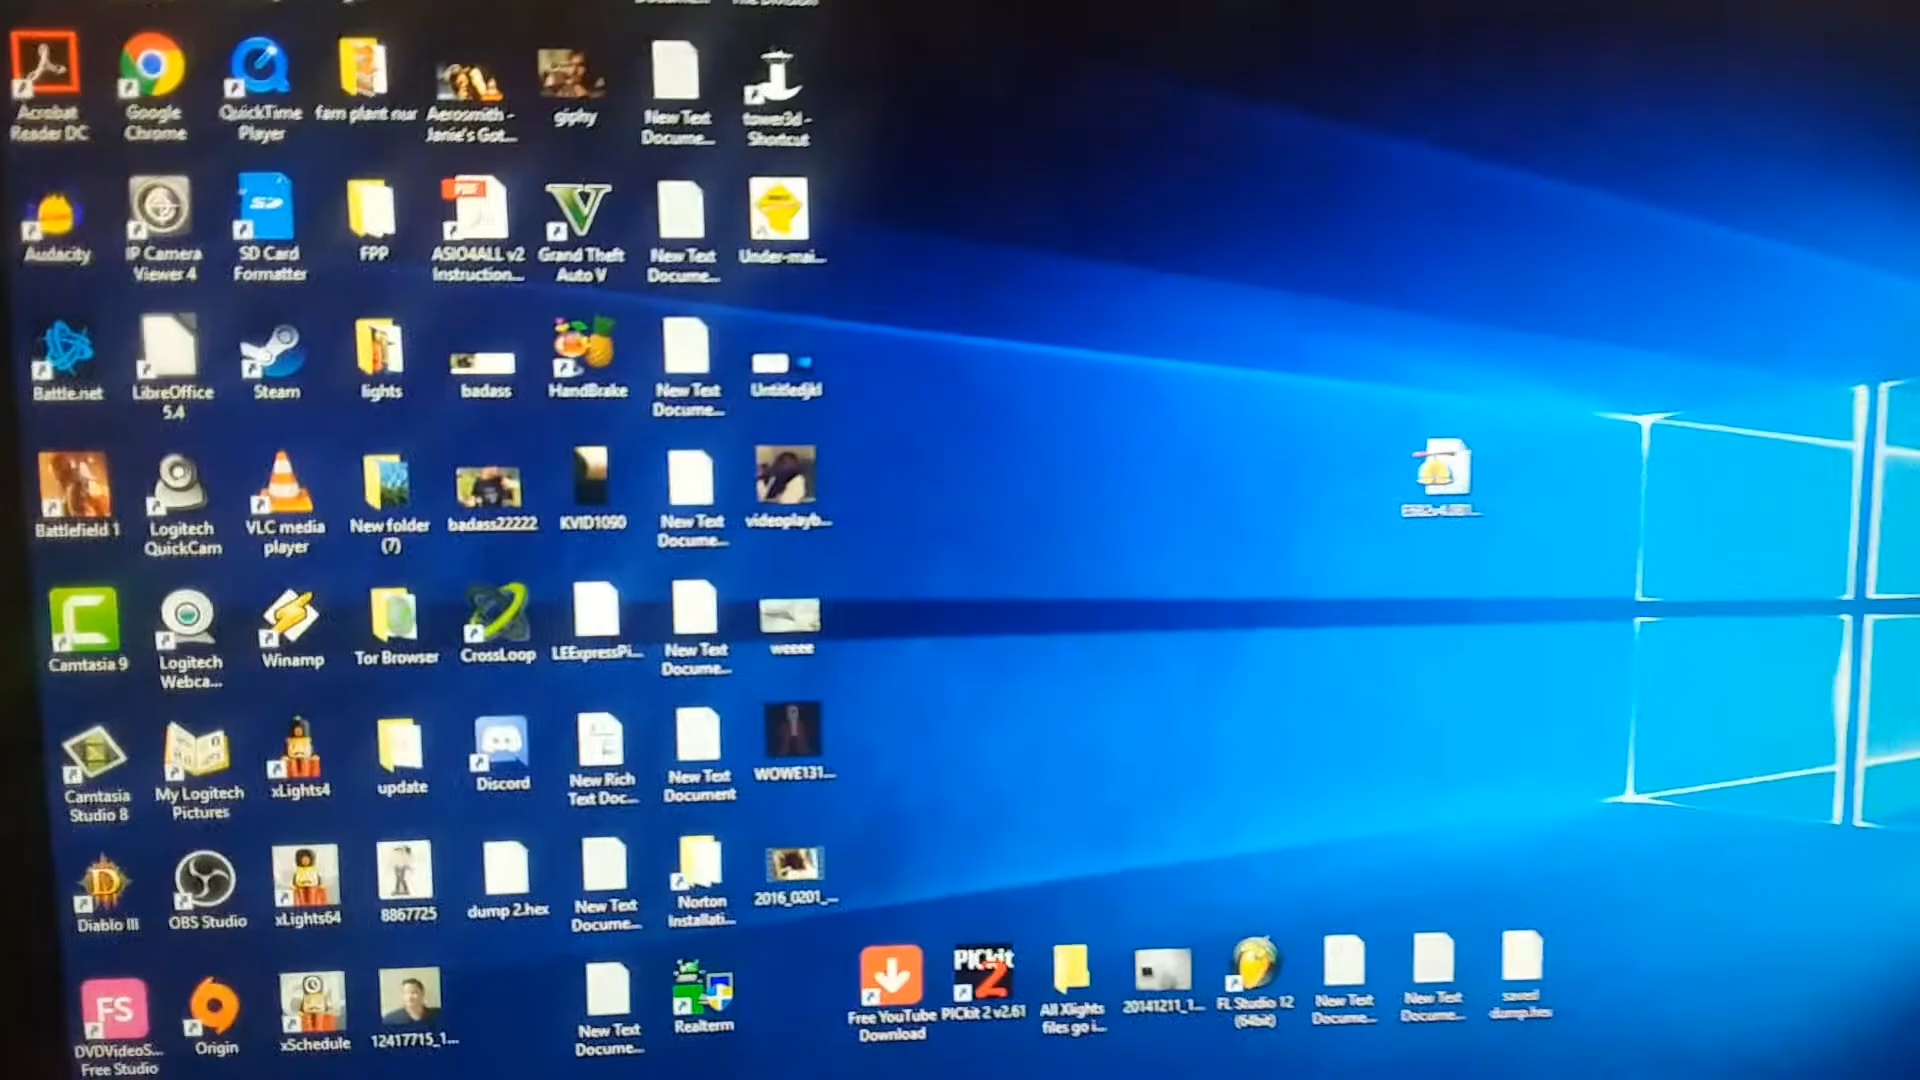 Acrobat
Reader DC
Google
Chrome
QuickTime
Player
fam plant nur
Aerosmith -
Janie's Got...
giphy
New Text
Docume...
tower3d -
Shortcut
Audacity
IP Camera
Viewer 4
SD
SD Card
Formatter
FPP
PDF
ASIO4ALL v2
Instruction...
V
Grand Theft
Auto V
New Text
Docume...
Under-mai...
Battle.net
LibreOffice
5.4
Steam
lights
badass
HandBrake
New Text
Docume...
Untitledjkl
Battlefield 1
Logitech
QuickCam
VLC media
player
New folder
(7)
badass22222
KVID1090
New Text
Docume...
videoplayb...
Camtasia 9
Logitech
Webca...
Winamp
Tor Browser
CrossLoop
LEExpressPi...
New Text
Docume...
weeee
Camtasia
Studio 8
My Logitech
Pictures
xLights4
update
Discord
New Rich
Text Doc...
New Text
Document
WOWE131...
D
Diablo III
OBS Studio
xLights64
8867725
dump 2.hex
New Text
Docume...
Norton
Installati...
2016_0201_...
FS
DVDVideoS...
Free Studio
Origin
xSchedule
12417715_1...
New Text
Docume...
Realterm
Free YouTube
Download
PICkit
2
PICkit 2 v2.61
All Xlights
files go i...
20141211_1...
FL Studio 12
(64bit)
New Text
Docume...
New Text
Docume...
saved
dump.hex